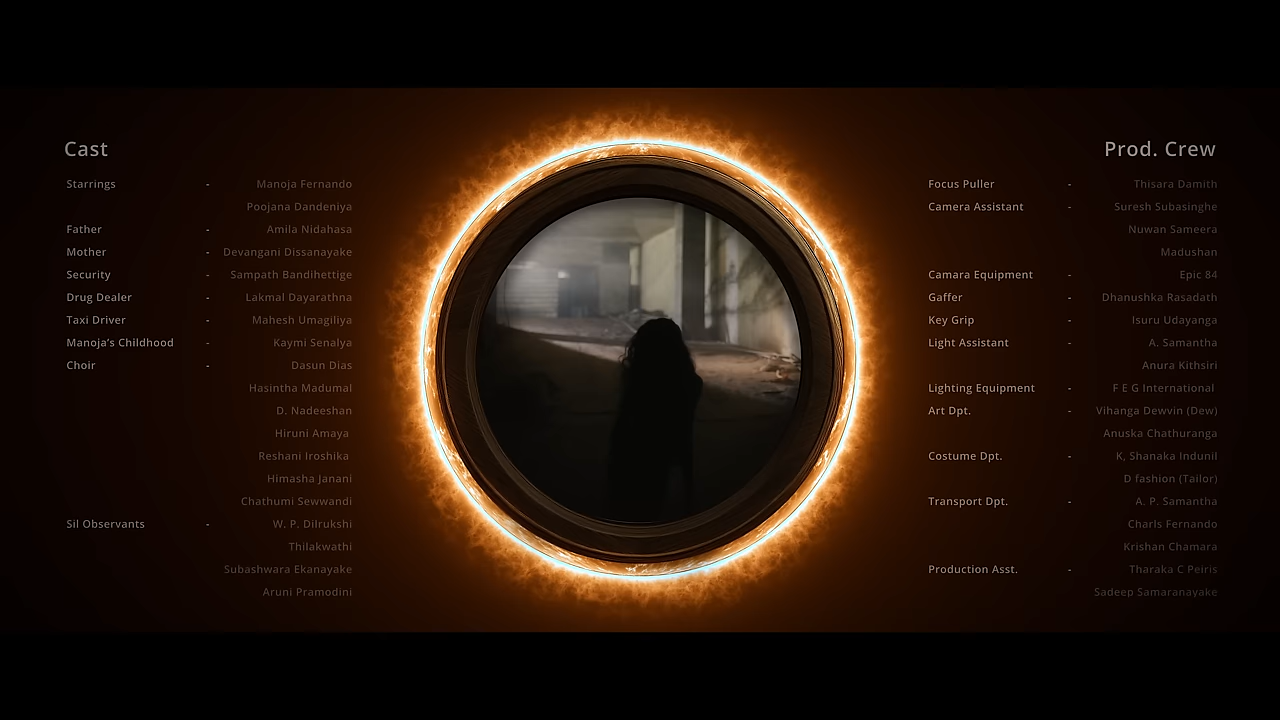 Cast
Starrings - Manoja Fernando
Poojana Dandeniya
Father - Amila Nidahasa
Mother - Devangani Dissanayake
Security - Sampath Bandihettige
Drug Dealer - Lakmal Dayarathna
Taxi Driver - Mahesh Umagiliya
Manoja’s Childhood - Kaymi Senalya
Choir - Dasun Dias
Hasintha Madumal
D. Nadeeshan
Hiruni Amaya
Reshani Iroshika
Himasha Janani
Chathumi Sewwandi
Sil Observants - W. P. Dilrukshi
Thilakwathi
Subashwara Ekanayake
Aruni Pramodini
Prod. Crew
Focus Puller - Thisara Damith
Camera Assistant - Suresh Subasinghe
Nuwan Sameera
Madushan
Camara Equipment - Epic 84
Gaffer - Dhanushka Rasadath
Key Grip - Isuru Udayanga
Light Assistant - A. Samantha
Anura Kithsiri
Lighting Equipment - F E G International
Art Dpt. - Vihanga Dewvin (Dew)
Anuska Chathuranga
Costume Dpt. - K, Shanaka Indunil
D fashion (Tailor)
Transport Dpt. - A. P. Samantha
Charls Fernando
Krishan Chamara
Production Asst. - Tharaka C Peiris
Sadeep Samaranayake